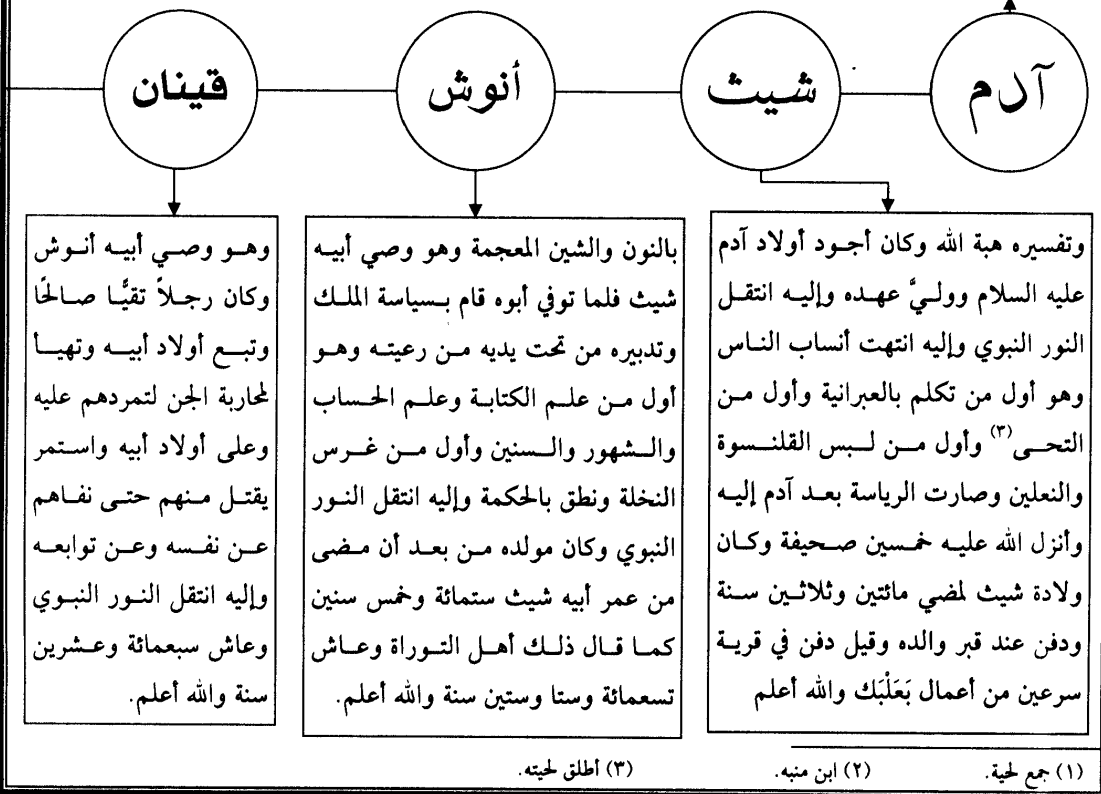 آدم
شيث
أنوش
قينان
وتفسيره هبة الله وكان أجود أولاد آدم
عليه السلام ووليَّ عهده وإليه انتقل
النور النبوي وإليه انتهت أنساب الناس
وهو أول من تكلم بالعبرانية وأول من
التحى(٣) وأول من لبس القلنسوة
والنعلين وصارت الرياسة بعد آدم إليه
وأنزل الله عليه خمسين صحيفة وكان
ولادة شيث لمضي مائتين وثلاثين سنة
ودفن عند قبر والده وقيل دفن في قرية
سرعين من أعمال بَعَلْبَك والله أعلم
بالنون والشين المعجمة وهو وصي أبيه
شيث فلما توفي أبوه قام بسياسة الملك
وتدبيره من تحت يديه من رعيته وهو
أول من علم الكتابة وعلم الحساب
والشهور والسنين وأول من غرس
النخلة ونطق بالحكمة وإليه انتقل النور
النبوي وكان مولده من بعد أن مضى
من عمر أبيه شيث ستمائة وخمس سنين
كما قال ذلك أهل التوراة وعاش
تسعمائة وستا وستين سنة والله أعلم.
وهو وصي أبيه أنوش
وكان رجلاً تقيًّا صالحًا
وتبع أولاد أبيه وتهيأ
لمحاربة الجن لتمردهم عليه
وعلى أولاد أبيه واستمر
يقتل منهم حتى نفاهم
عن نفسه وعن توابعه
وإليه انتقل النور النبوي
وعاش سبعمائة وعشرين
سنة والله أعلم.
(١) جمع لحية. (٢) ابن منبه. (٣) أطلق لحيته.